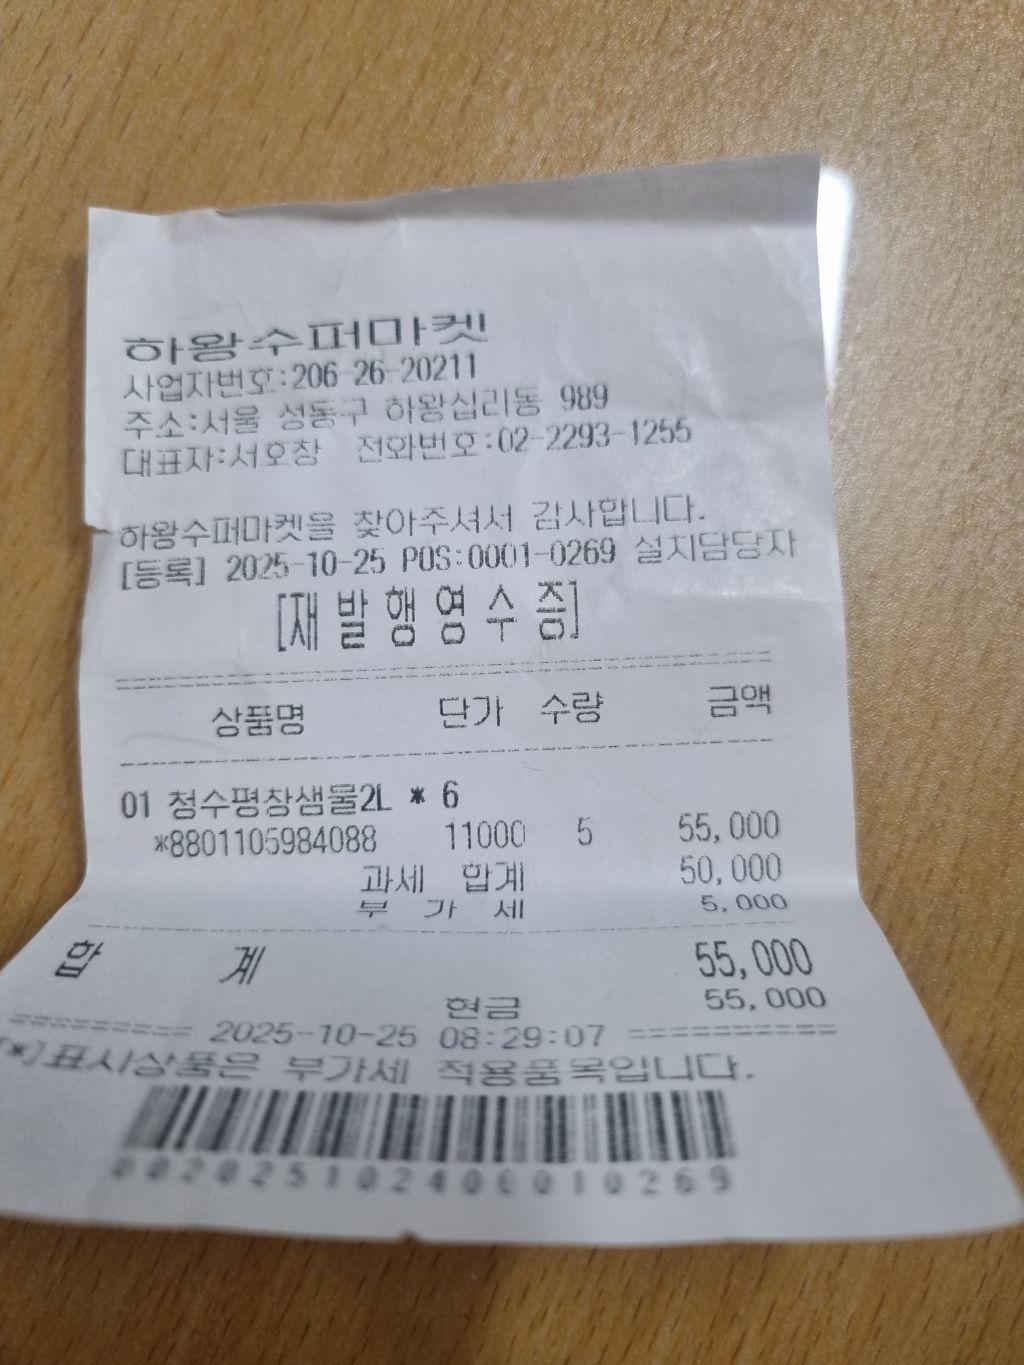 하왕수퍼마켓
사업자번호:206-26-20211
주소:서울 성동구 하왕십리동 989
대표자:서호창 전화번호:02-2293-1255
하왕수퍼마켓을 찾아주셔서 감사합니다.
[등록] 2025-10-25 POS:0001-0269 설치담당자
[재발행영수증]
상품명 단가 수량 금액
01 청수평창샘물2L * 6
*8801105984088 11000 5 55,000
과세 합계 50,000
부 가 세 5,000
합 계 55,000
현금 55,000
============ 2025-10-25 08:29:07 ==============
[*]표시상품은 부가세 적용품목입니다.
002025102400010269